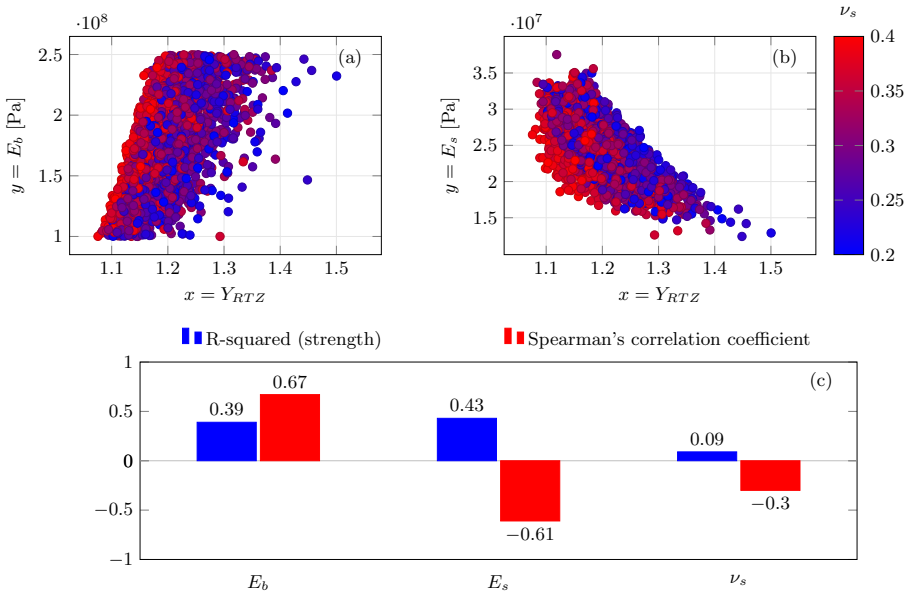 ·10⁸
(a)
2.5
2
1.5
1
y = E_b [Pa]
1.1 1.2 1.3 1.4 1.5
x = Y_RTZ
·10⁷
(b)
3.5
3
2.5
2
1.5
y = E_s [Pa]
1.1 1.2 1.3 1.4 1.5
x = Y_RTZ
ν_s
0.4
0.35
0.3
0.25
0.2
R-squared (strength) Spearman's correlation coefficient
(c)
1
0.5
0
−0.5
−1
0.39 0.67
0.43 −0.61
0.09 −0.3
E_b E_s ν_s